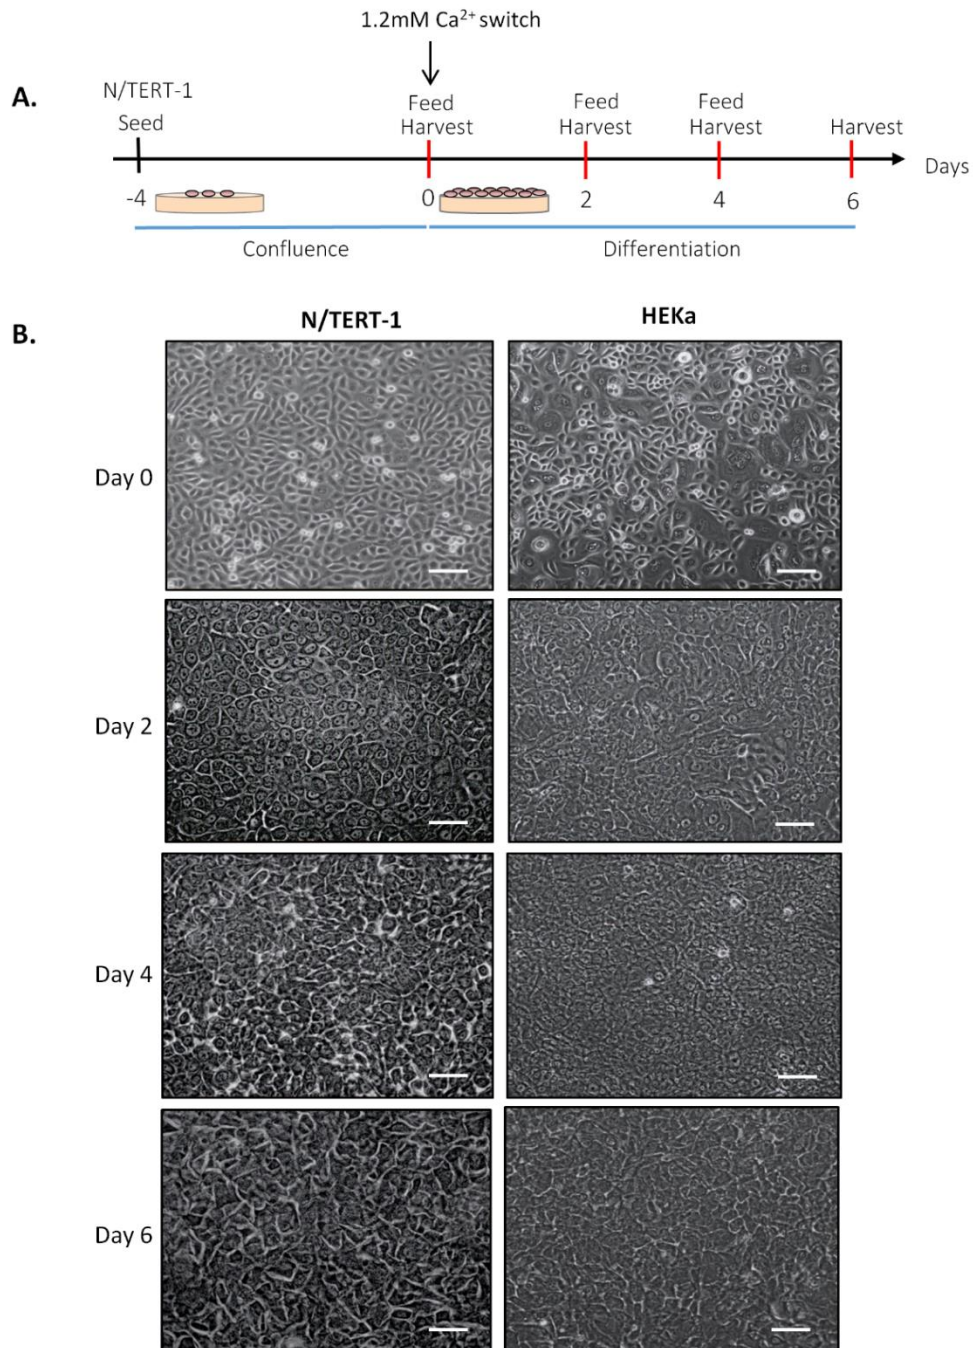 1.2mM Ca²⁺ switch
A.
N/TERT-1
Seed
Feed
Harvest
Feed
Harvest
Feed
Harvest
Harvest
Days
-4
0
2
4
6
Confluence
Differentiation
B.
N/TERT-1
HEKa
Day 0
Day 2
Day 4
Day 6